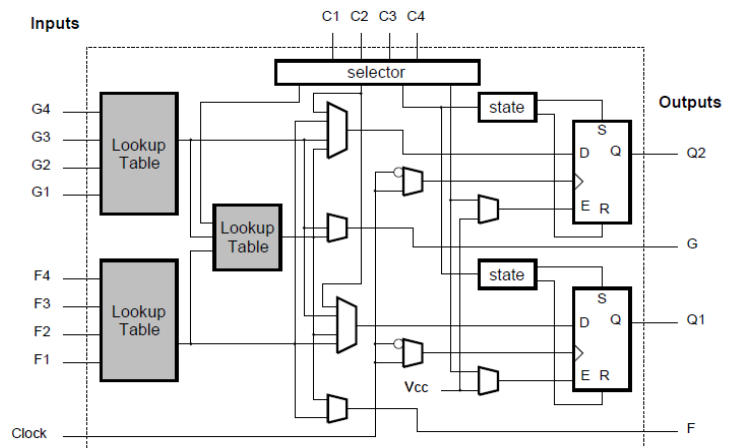 Inputs
C1 C2 C3 C4
selector
G4
G3
G2
G1
Lookup
Table
state
Outputs
S
D Q
E R
Q2
Lookup
Table
G
F4
F3
F2
F1
Lookup
Table
state
S
D Q
E R
Q1
Vcc
Clock
F